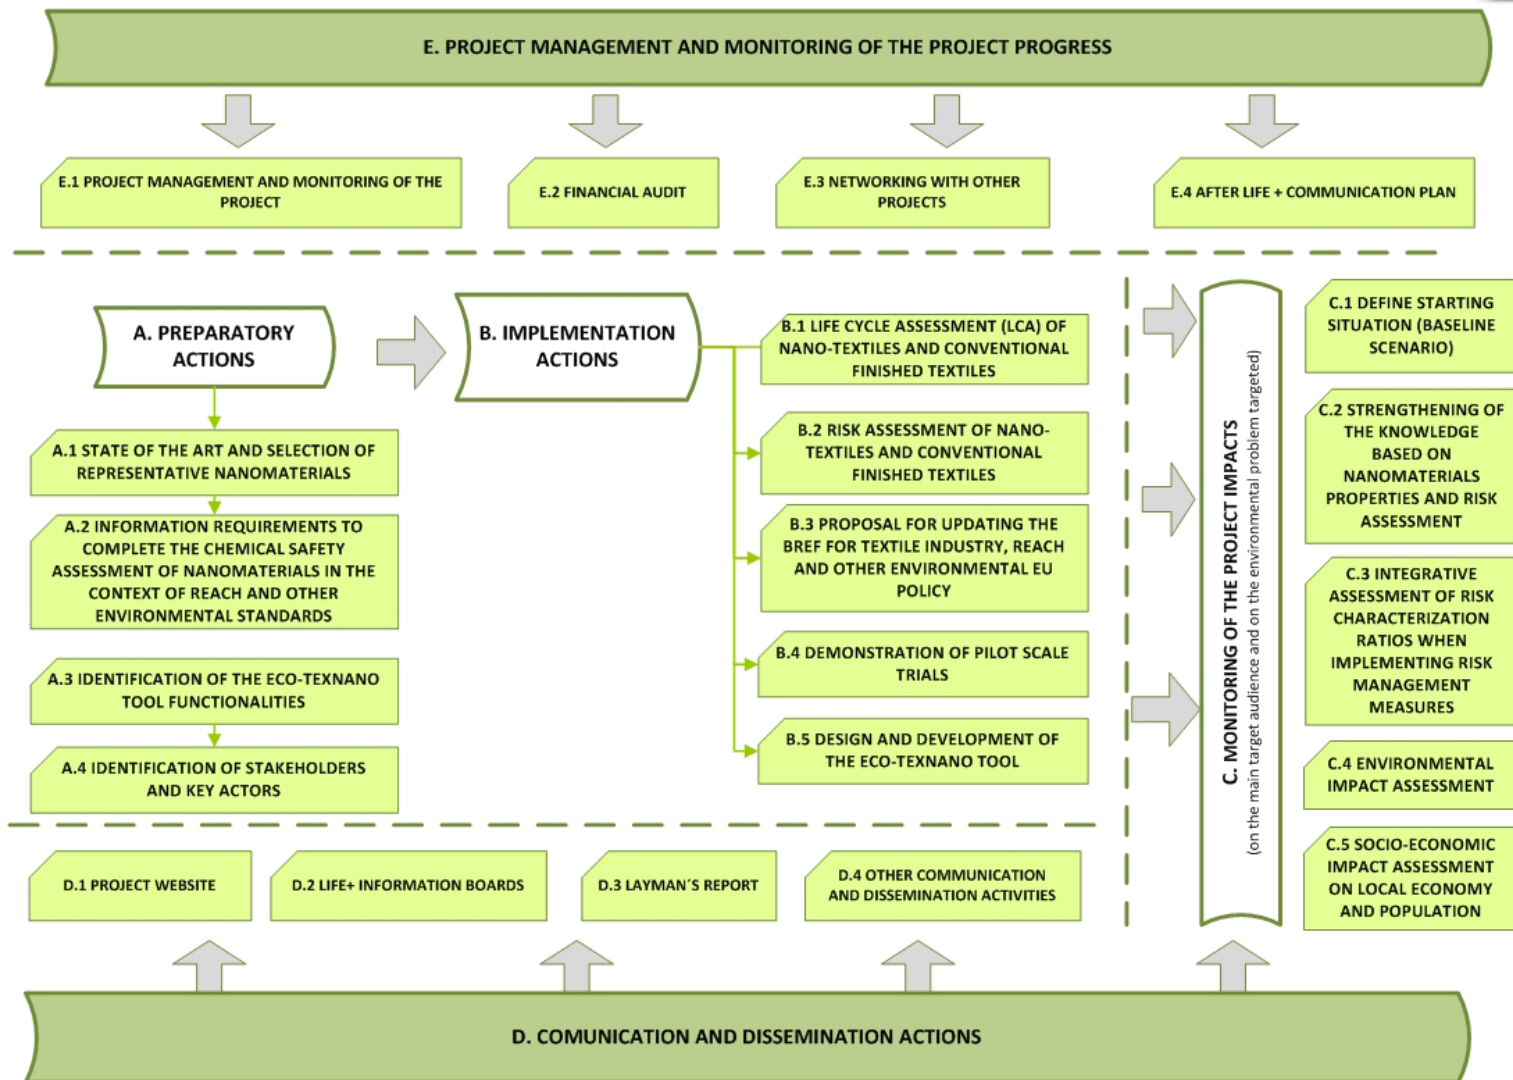 E. PROJECT MANAGEMENT AND MONITORING OF THE PROJECT PROGRESS
E.1 PROJECT MANAGEMENT AND MONITORING OF THE
PROJECT
E.2 FINANCIAL AUDIT
E.3 NETWORKING WITH OTHER
PROJECTS
E.4 AFTER LIFE + COMMUNICATION PLAN
A. PREPARATORY
ACTIONS
A.1 STATE OF THE ART AND SELECTION OF
REPRESENTATIVE NANOMATERIALS
A.2 INFORMATION REQUIREMENTS TO
COMPLETE THE CHEMICAL SAFETY
ASSESSMENT OF NANOMATERIALS IN THE
CONTEXT OF REACH AND OTHER
ENVIRONMENTAL STANDARDS
A.3 IDENTIFICATION OF THE ECO-TEXNANO
TOOL FUNCTIONALITIES
A.4 IDENTIFICATION OF STAKEHOLDERS
AND KEY ACTORS
B. IMPLEMENTATION
ACTIONS
B.1 LIFE CYCLE ASSESSMENT (LCA) OF
NANO-TEXTILES AND CONVENTIONAL
FINISHED TEXTILES
B.2 RISK ASSESSMENT OF NANO-
TEXTILES AND CONVENTIONAL
FINISHED TEXTILES
B.3 PROPOSAL FOR UPDATING THE
BREF FOR TEXTILE INDUSTRY, REACH
AND OTHER ENVIRONMENTAL EU
POLICY
B.4 DEMONSTRATION OF PILOT SCALE
TRIALS
B.5 DESIGN AND DEVELOPMENT OF
THE ECO-TEXNANO TOOL
C. MONITORING OF THE PROJECT IMPACTS
(on the main target audience and on the environmental problem targeted)
C.1 DEFINE STARTING
SITUATION (BASELINE
SCENARIO)
C.2 STRENGTHENING OF
THE KNOWLEDGE
BASED ON
NANOMATERIALS
PROPERTIES AND RISK
ASSESSMENT
C.3 INTEGRATIVE
ASSESSMENT OF RISK
CHARACTERIZATION
RATIOS WHEN
IMPLEMENTING RISK
MANAGEMENT
MEASURES
C.4 ENVIRONMENTAL
IMPACT ASSESSMENT
C.5 SOCIO-ECONOMIC
IMPACT ASSESSMENT
ON LOCAL ECONOMY
AND POPULATION
D.1 PROJECT WEBSITE
D.2 LIFE+ INFORMATION BOARDS
D.3 LAYMAN´S REPORT
D.4 OTHER COMMUNICATION
AND DISSEMINATION ACTIVITIES
D. COMUNICATION AND DISSEMINATION ACTIONS